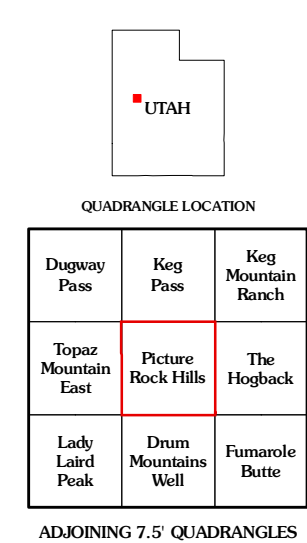 UTAH
QUADRANGLE LOCATION
Dugway
Pass
Keg
Pass
Keg
Mountain
Ranch
Topaz
Mountain
East
Picture
Rock Hills
The
Hogback
Lady
Laird
Peak
Drum
Mountains
Well
Fumarole
Butte
ADJOINING 7.5' QUADRANGLES